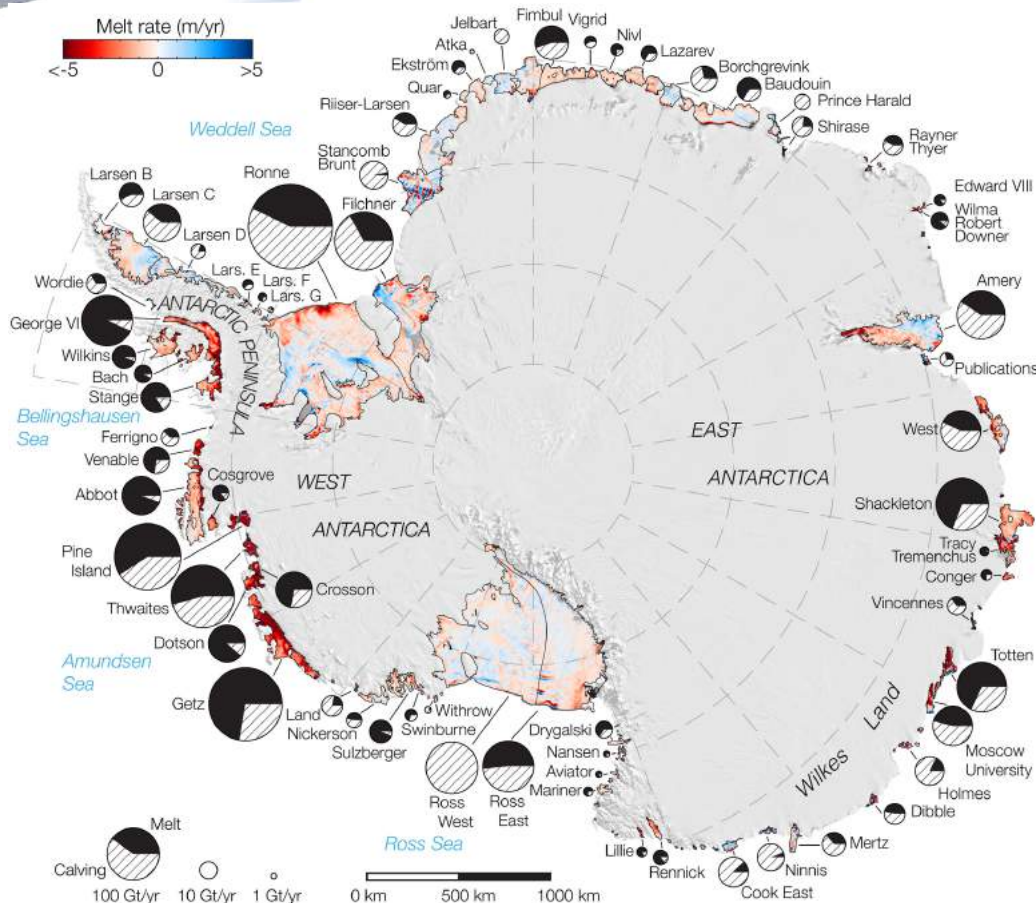 Melt rate (m/yr)
<-5
0
>5
Weddell Sea
Jelbart
Atka
Ekström
Quar
Riiser-Larsen
Stancomb
Brunt
Fimbul
Vigrid
Nivl
Lazarev
Borchgrevink
Baudouin
Prince Harald
Shirase
Rayner
Thyer
Edward VIII
Wilma
Robert
Downer
Amery
Publications
West
Shackleton
Tracy
Tremenchus
Conger
Vincennes
Totten
Moscow
University
Holmes
Dibble
Mertz
Ninnis
Cook East
Rennick
Lillie
Larsen B
Larsen C
Larsen D
Lars. E
Lars. F
Lars. G
Ronne
Filchner
Wordie
George VI
Wilkins
Bach
Stange
ANTARCTIC
PENINSULA
Bellingshausen
Sea
Ferrigno
Venable
Abbot
Cosgrove
Pine
Island
Thwaites
Crosson
Dotson
Amundsen
Sea
Getz
Land
Nickerson
Sulzberger
Swinburne
Withrow
Ross
West
Ross
East
Drygalski
Nansen
Aviator
Mariner
Ross Sea
WEST
ANTARCTICA
EAST
ANTARCTICA
Wilkes Land
Melt
Calving
100 Gt/yr
10 Gt/yr
1 Gt/yr
0 km
500 km
1000 km